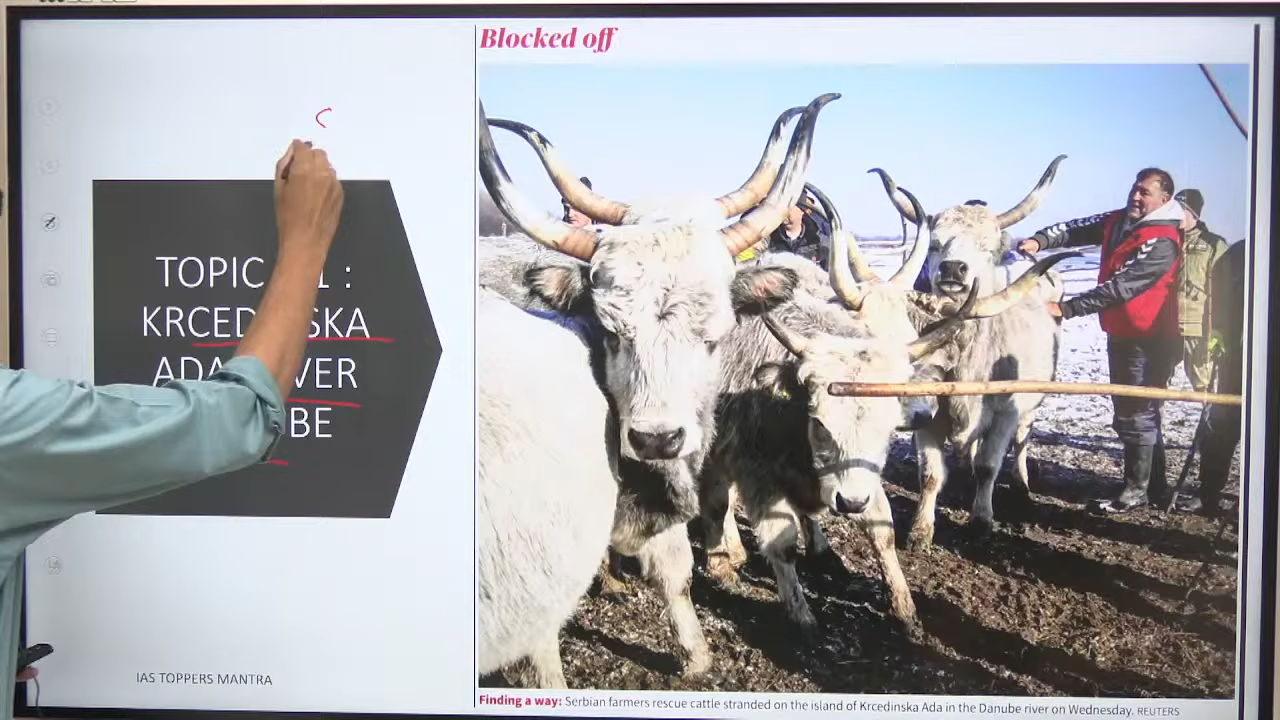 Blocked off
TOPIC 1 :
KRCED SKA
ADA VER
BE
IAS TOPPERS MANTRA
Finding a way: Serbian farmers rescue cattle stranded on the island of Krcedinska Ada in the Danube river on Wednesday. REUTERS